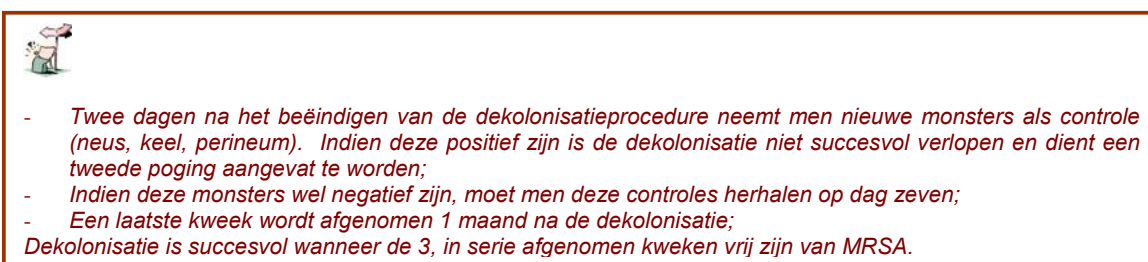 - Twee dagen na het beëindigen van de dekolonisatieprocedure neemt men nieuwe monsters als controle
(neus, keel, perineum). Indien deze positief zijn is de dekolonisatie niet succesvol verlopen en dient een
tweede poging aangevat te worden;
- Indien deze monsters wel negatief zijn, moet men deze controles herhalen op dag zeven;
- Een laatste kweek wordt afgenomen 1 maand na de dekolonisatie;
Dekolonisatie is succesvol wanneer de 3, in serie afgenomen kweken vrij zijn van MRSA.